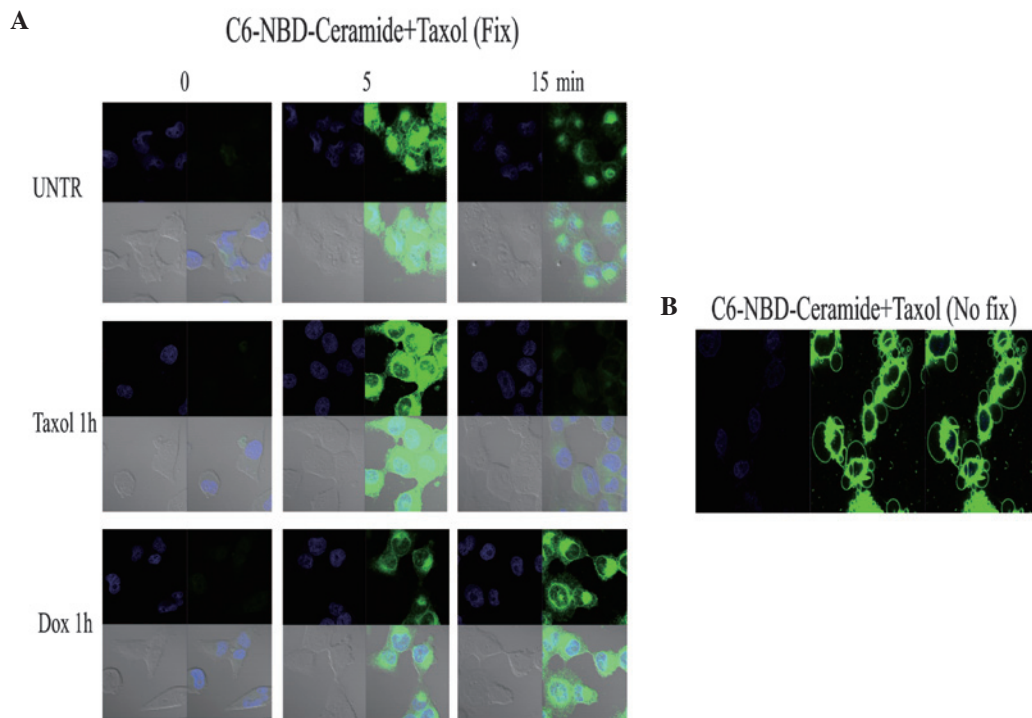 A
C6-NBD-Ceramide+Taxol (Fix)
0 5 15 min
UNTR
Taxol 1h
Dox 1h
B
C6-NBD-Ceramide+Taxol (No fix)